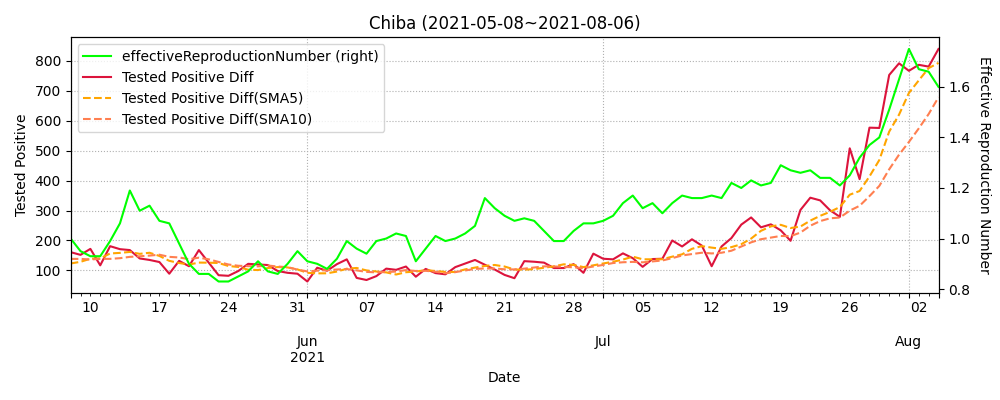 Chiba (2021-05-08~2021-08-06)
effectiveReproductionNumber (right)
Tested Positive Diff
Tested Positive Diff(SMA5)
Tested Positive Diff(SMA10)
Tested Positive
800
700
600
500
400
300
200
100
Effective Reproduction Number
1.6
1.4
1.2
1.0
0.8
10 17 24 31 07 14 21 28 05 12 19 26 02
Jun Jul Aug
2021
Date